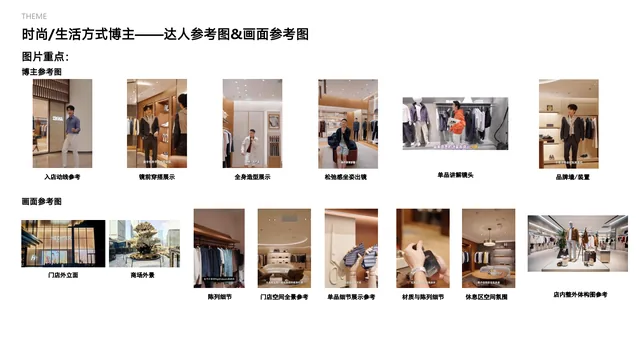 THEME
时尚/生活方式博主——达人参考图&画面参考图
图片重点：
博主参考图
入店动线参考
镜前穿搭展示
全身造型展示
松弛感坐姿出镜
单品讲解镜头
品牌墙/装置
画面参考图
门店外立面
商场外景
陈列细节
门店空间全景参考
单品细节展示参考
材质与陈列细节
休息区空间氛围
店内整外体构图参考